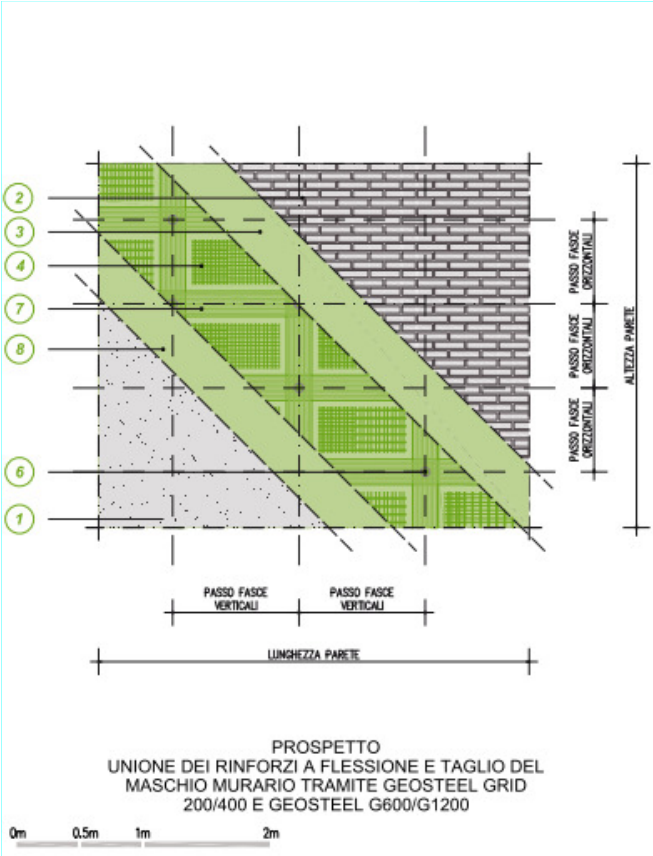 2
3
4
7
8
6
1
PASSO FASCE
ORIZZONTALI
PASSO FASCE
ORIZZONTALI
PASSO FASCE
ORIZZONTALI
ALTEZZA PARETE
PASSO FASCE
VERTICALI
PASSO FASCE
VERTICALI
LUNGHEZZA PARETE
PROSPETTO
UNIONE DEI RINFORZI A FLESSIONE E TAGLIO DEL
MASCHIO MURARIO TRAMITE GEOSTEEL GRID
200/400 E GEOSTEEL G600/G1200
0m 0.5m 1m 2m